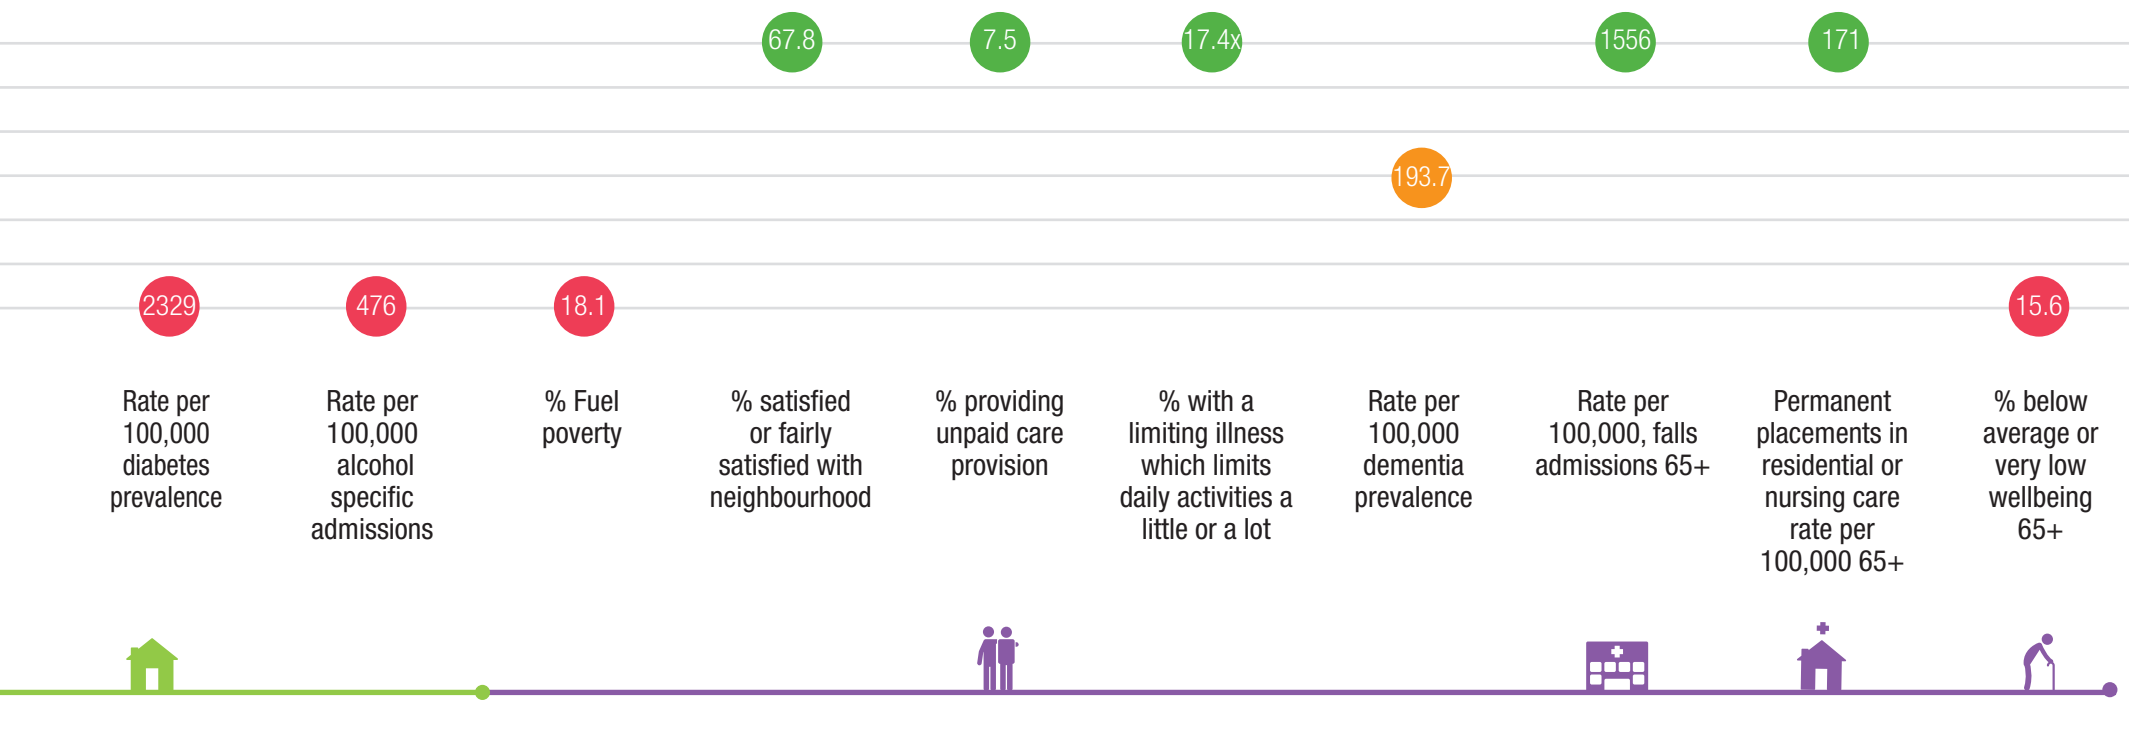 67.8
7.5
17.4x
1556
171
193.7
2329
476
18.1
15.6
Rate per
100,000
diabetes
prevalence
Rate per
100,000
alcohol
specific
admissions
% Fuel
poverty
% satisfied
or fairly
satisfied with
neighbourhood
% providing
unpaid care
provision
% with a
limiting illness
which limits
daily activities a
little or a lot
Rate per
100,000
dementia
prevalence
Rate per
100,000, falls
admissions 65+
Permanent
placements in
residential or
nursing care
rate per
100,000 65+
% below
average or
very low
wellbeing
65+